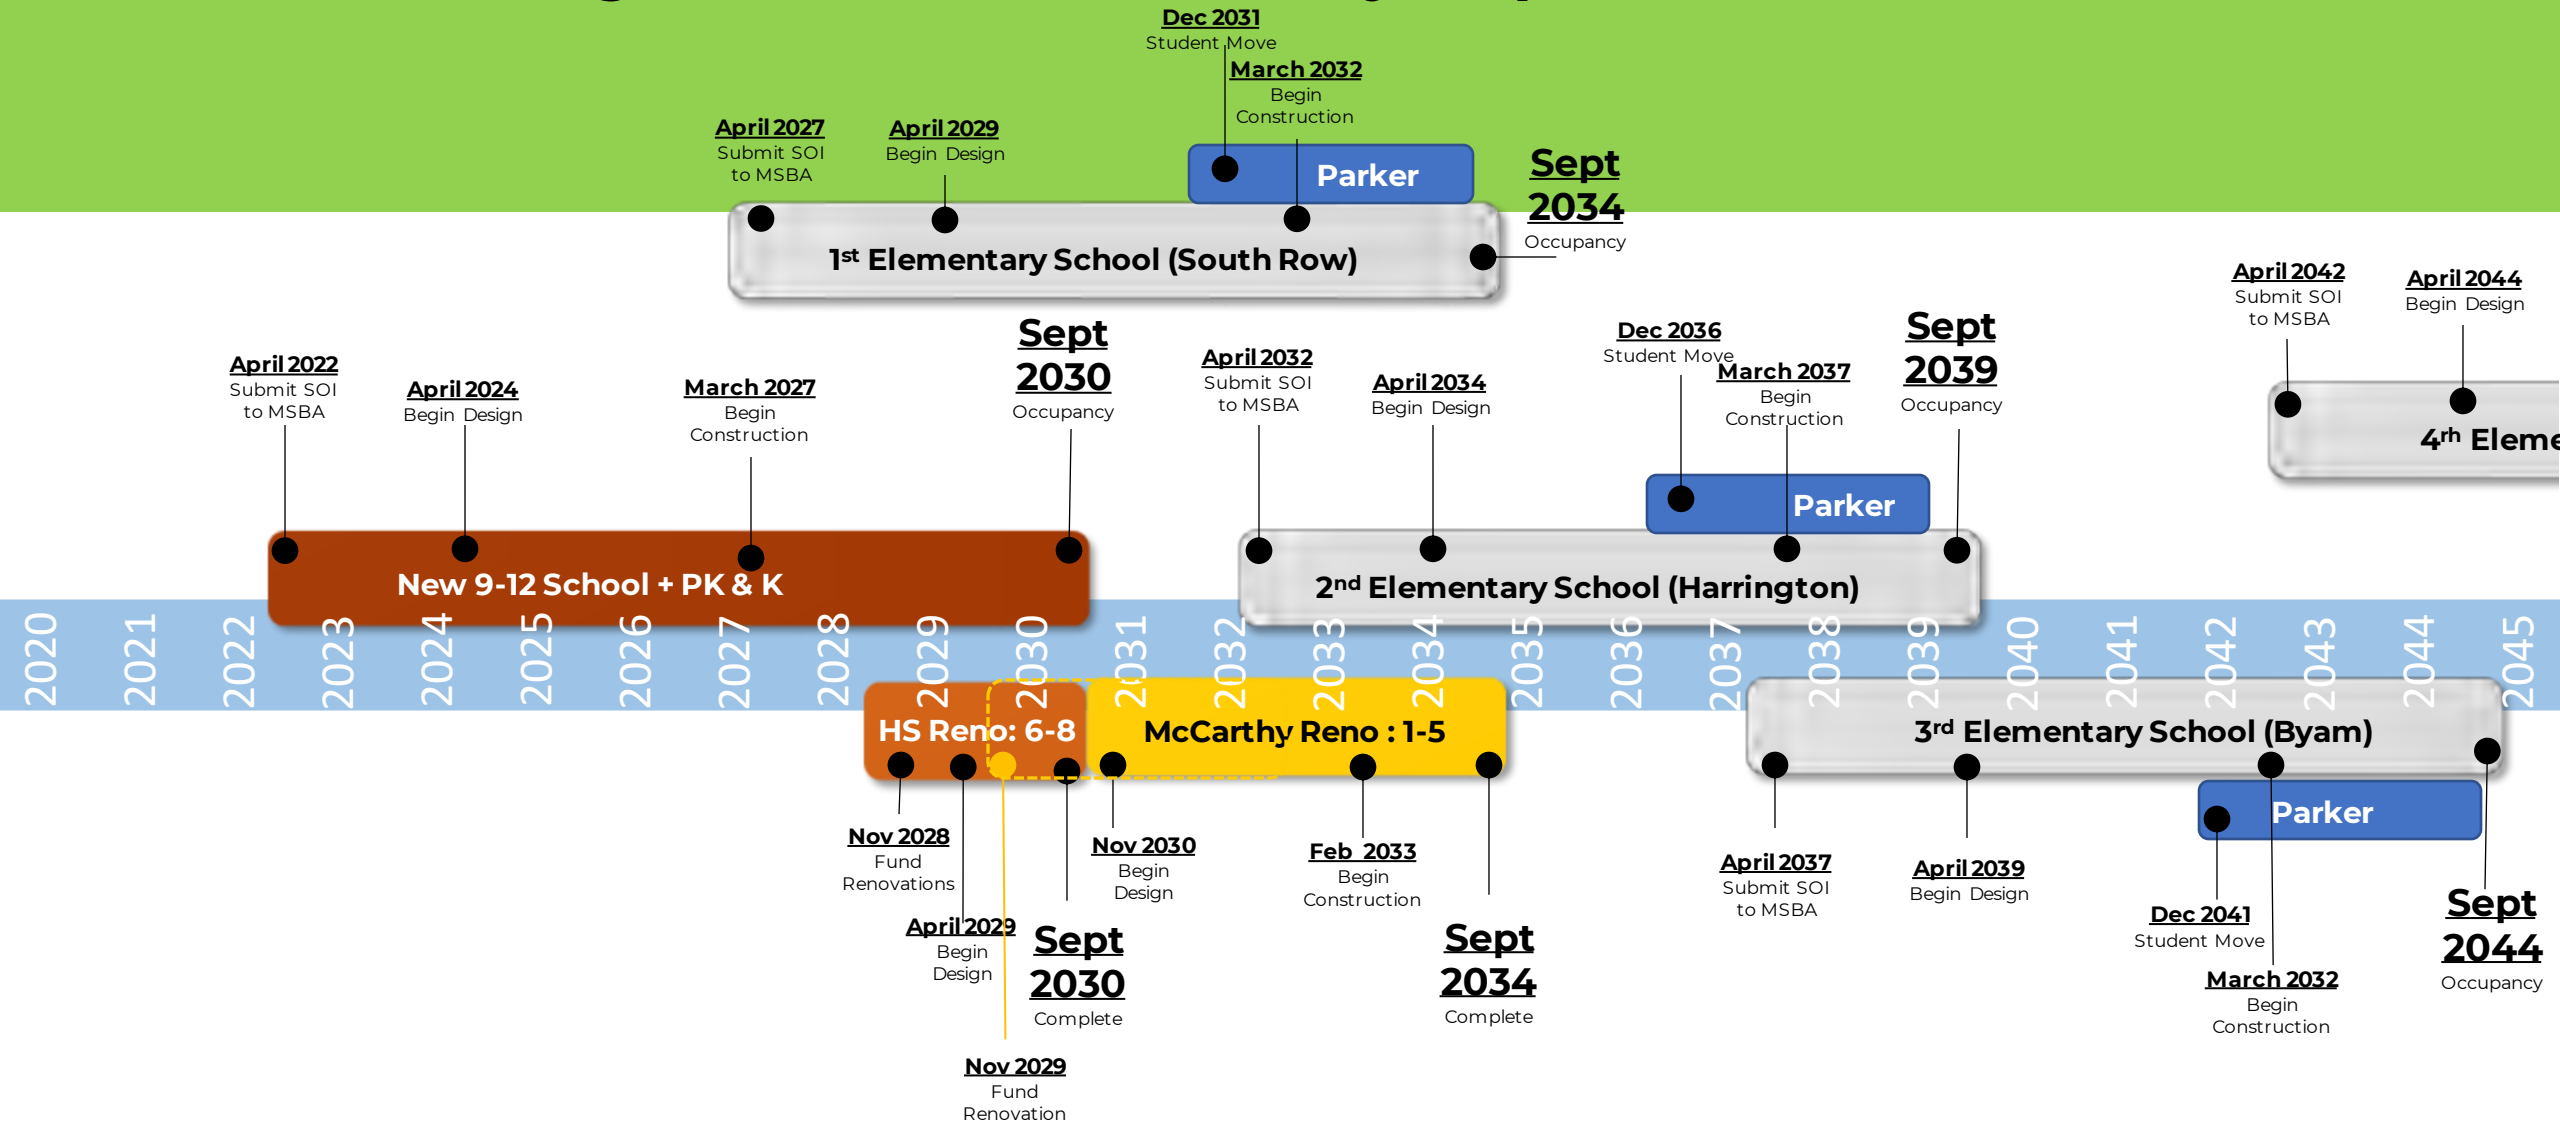 Dec 2031
Student Move
March 2032
Begin
Construction
April 2027
Submit SOI
to MSBA
April 2029
Begin Design
Parker
Sept
2034
Occupancy
1st Elementary School (South Row)
April 2042
Submit SOI
to MSBA
April 2044
Begin Design
4rh Eleme
April 2022
Submit SOI
to MSBA
April 2024
Begin Design
March 2027
Begin
Construction
Sept
2030
Occupancy
April 2032
Submit SOI
to MSBA
April 2034
Begin Design
Dec 2036
Student Move
March 2037
Begin
Construction
Sept
2039
Occupancy
Parker
New 9-12 School + PK & K
2nd Elementary School (Harrington)
2020
2021
2022
2023
2024
2025
2026
2027
2028
2029
2030
2031
2032
2033
2034
2035
2036
2037
2038
2039
2040
2041
2042
2043
2044
2045
HS Reno: 6-8
McCarthy Reno : 1-5
3rd Elementary School (Byam)
Parker
Nov 2028
Fund
Renovations
April 2029
Begin
Design
Nov 2029
Fund
Renovation
Sept
2030
Complete
Nov 2030
Begin
Design
Feb 2033
Begin
Construction
Sept
2034
Complete
April 2037
Submit SOI
to MSBA
April 2039
Begin Design
Dec 2041
Student Move
March 2032
Begin
Construction
Sept
2044
Occupancy